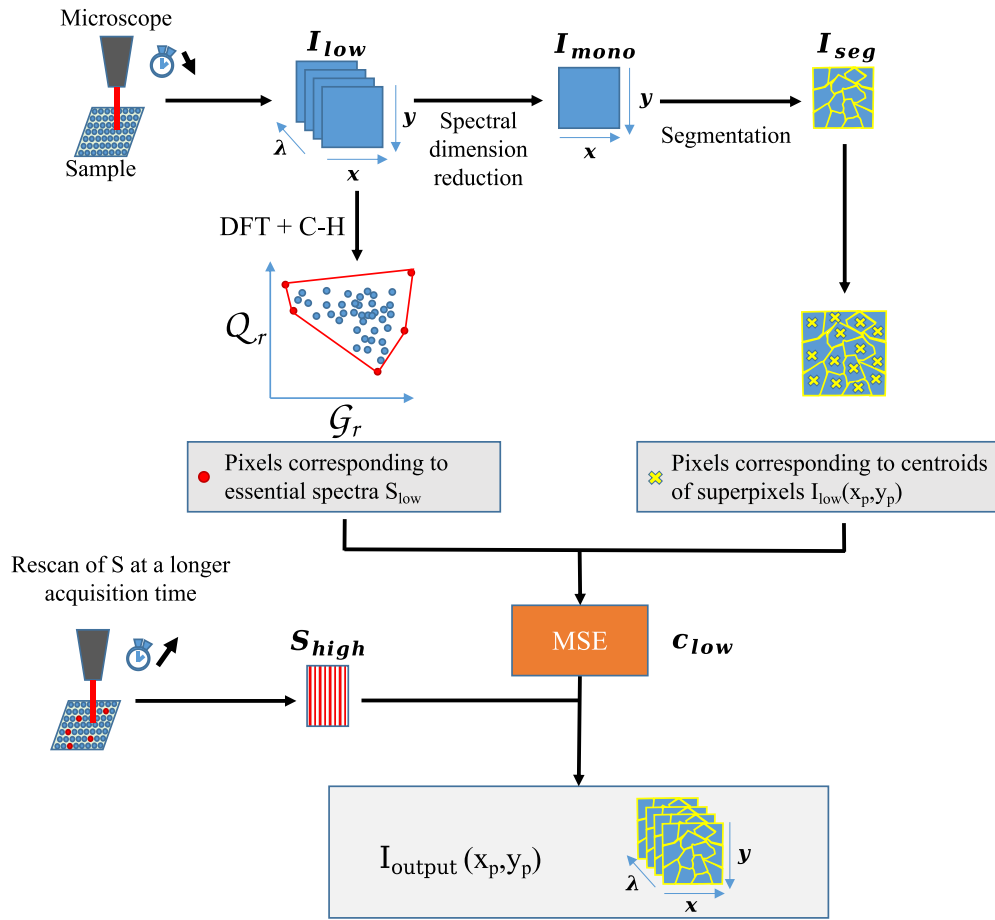 Microscope
Sample
I_low
λ
x
y
Spectral
dimension
reduction
I_mono
y
x
Segmentation
I_seg
DFT + C-H
Q_r
G_r
Pixels corresponding to
essential spectra S_low
Pixels corresponding to centroids
of superpixels I_low(x_p,y_p)
Rescan of S at a longer
acquisition time
S_high
MSE
c_low
I_output (x_p,y_p)
λ
x
y